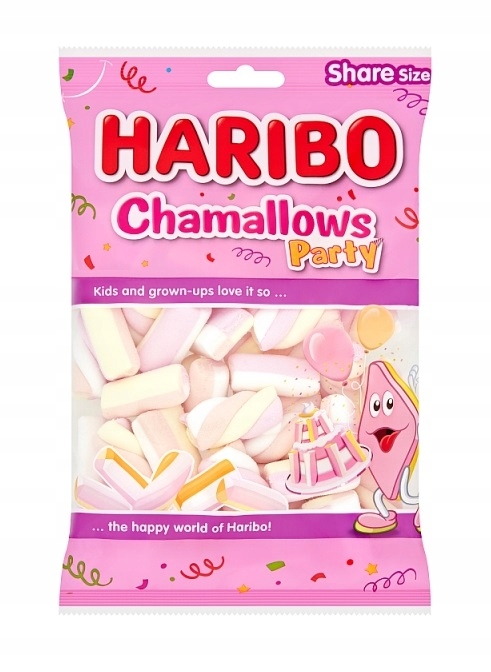 Share Size
HARIBO
Chamallows
Party
Kids and grown-ups love it so ...
... the happy world of Haribo!